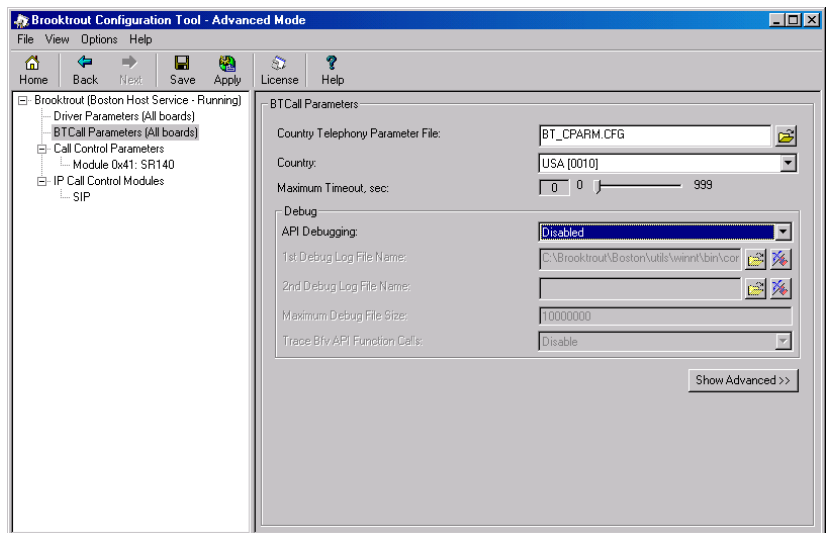 Brooktrout Configuration Tool - Advanced Mode
File View Options Help
Home Back Next Save Apply License Help
Brooktrout (Boston Host Service - Running)
Driver Parameters (All boards)
BTCall Parameters (All boards)
Call Control Parameters
Module 0x41: SR140
IP Call Control Modules
SIP
BTCall Parameters
Country Telephony Parameter File: BT_CPARM.CFG
Country: USA [0010]
Maximum Timeout, sec: 0 0 999
Debug
API Debugging: Disabled
1st Debug Log File Name: C:\Brooktrout\Boston\utils\winnt\bin\cor
2nd Debug Log File Name:
Maximum Debug File Size: 10000000
Trace Bfv API Function Calls: Disable
Show Advanced >>